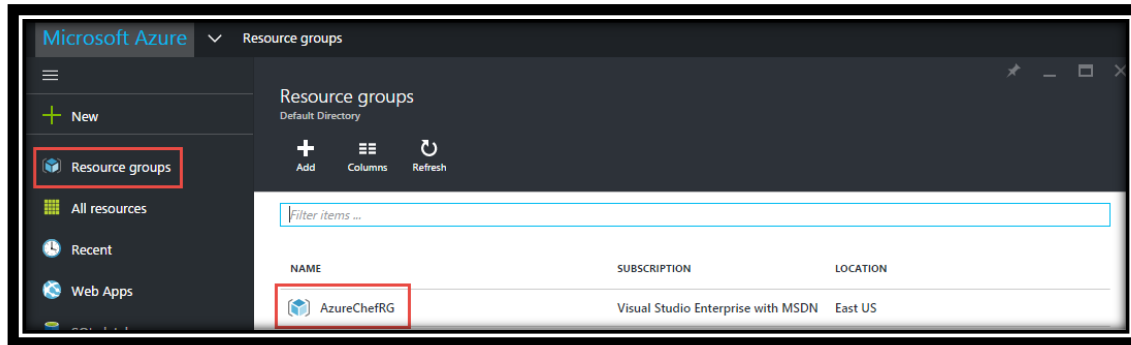 Microsoft Azure Resource groups
New
Resource groups
All resources
Recent
Web Apps
Resource groups
Default Directory
Add Columns Refresh
Filter items ...
NAME SUBSCRIPTION LOCATION
AzureChefRG Visual Studio Enterprise with MSDN East US